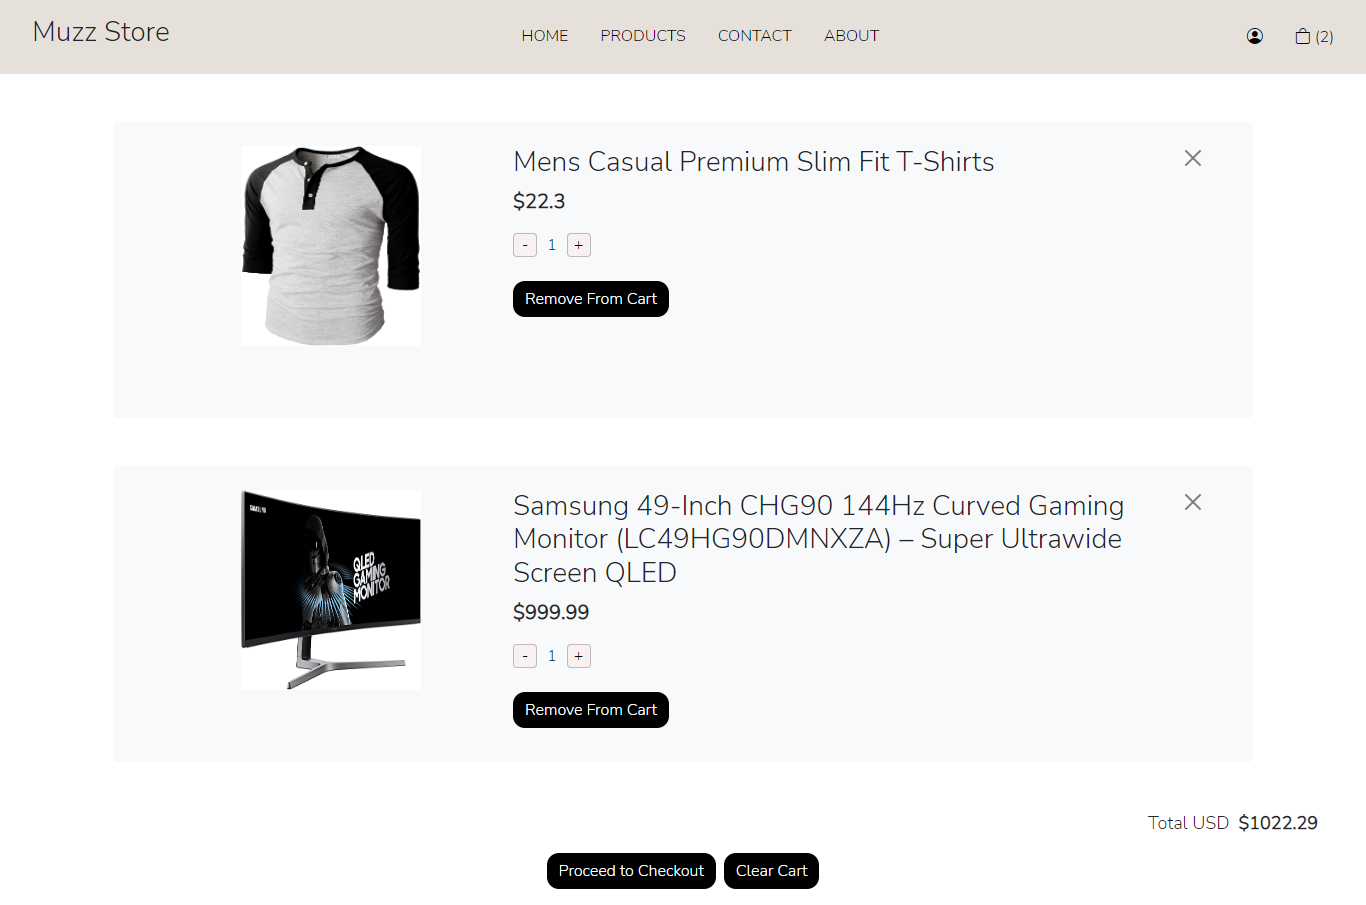 Muzz Store
HOME PRODUCTS CONTACT ABOUT (2)
Mens Casual Premium Slim Fit T-Shirts
$22.3
- 1 +
Remove From Cart
SAMSUNG
QLED
GAMING
MONITOR
Samsung 49-Inch CHG90 144Hz Curved Gaming
Monitor (LC49HG90DMNXZA) – Super Ultrawide
Screen QLED
$999.99
- 1 +
Remove From Cart
Total USD $1022.29
Proceed to Checkout Clear Cart